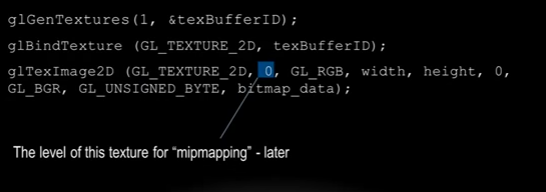 glGenTextures(1, &texBufferID);
glBindTexture (GL_TEXTURE_2D, texBufferID);
glTexImage2D (GL_TEXTURE_2D, 0, GL_RGB, width, height, 0,
GL_BGR, GL_UNSIGNED_BYTE, bitmap_data);
The level of this texture for “mipmapping” - later